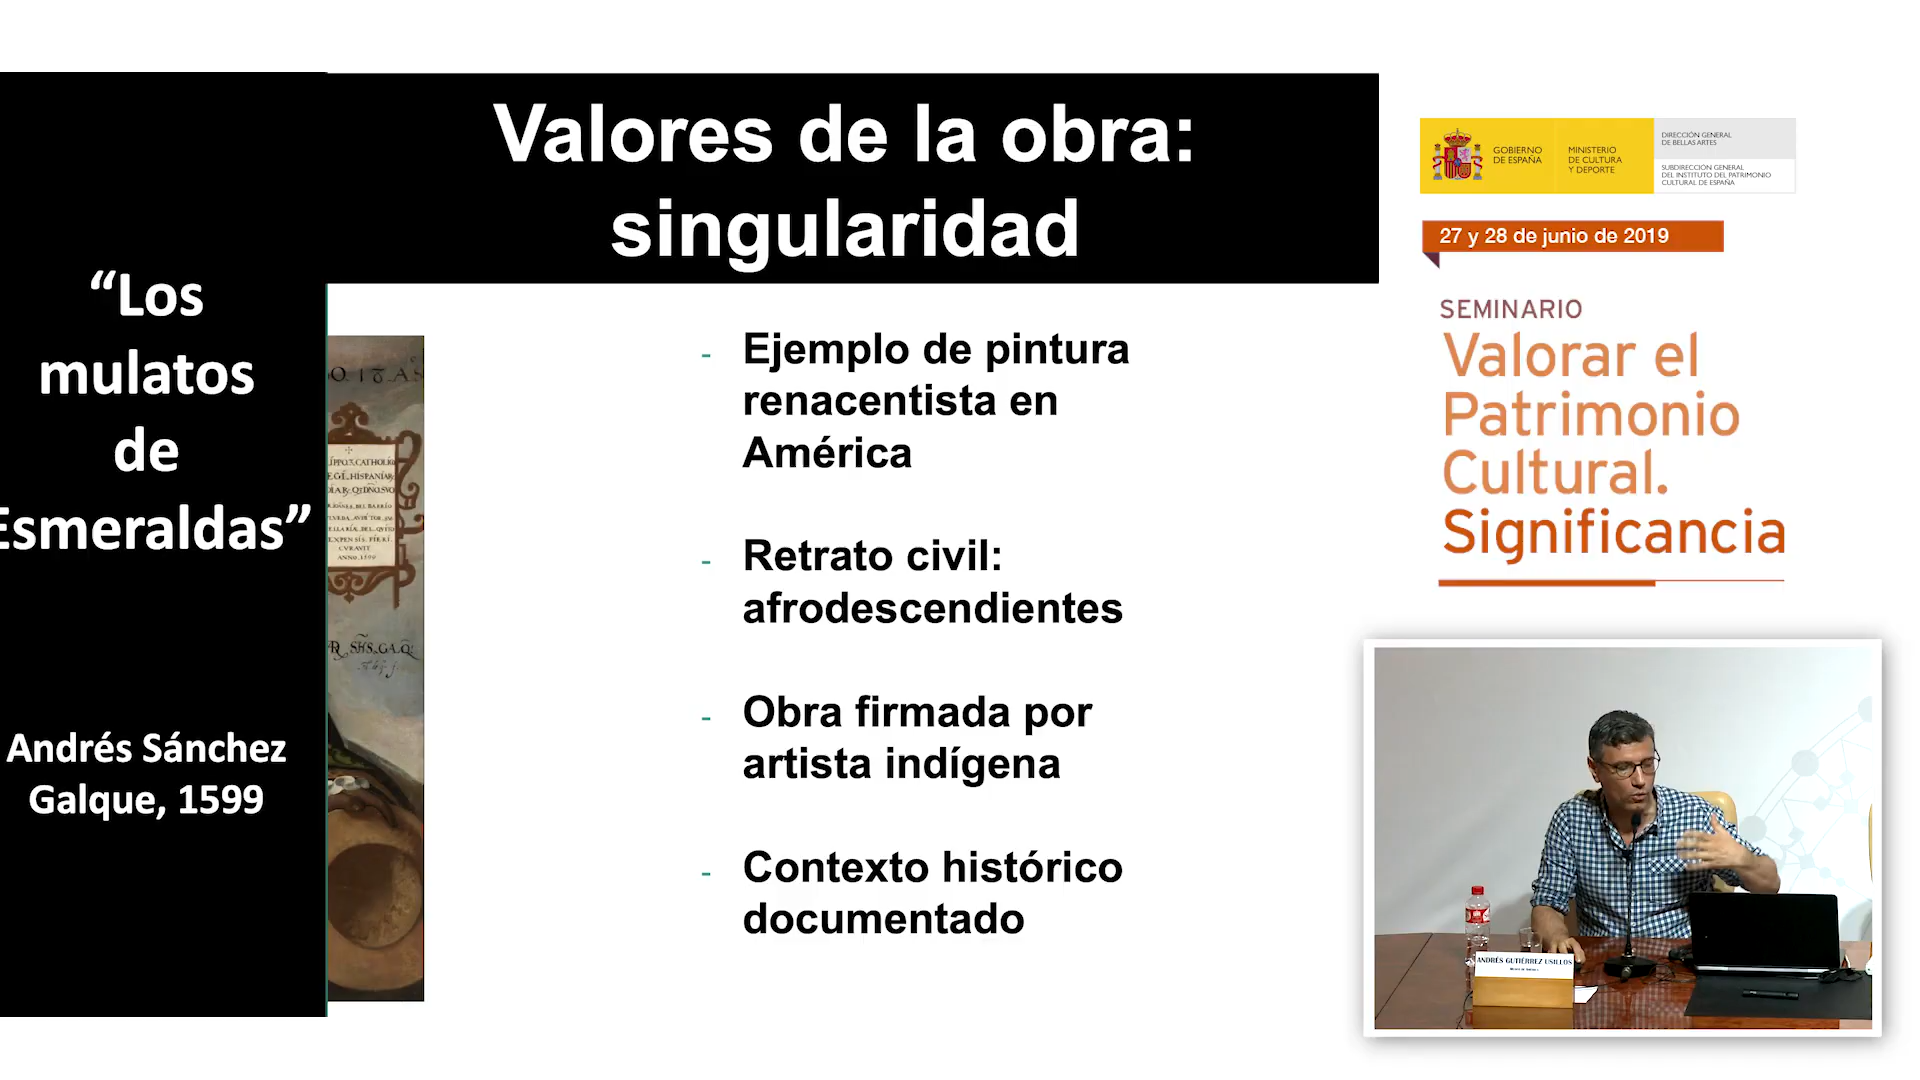 Valores de la obra:
singularidad
“Los
mulatos
de
Esmeraldas”
Andrés Sánchez
Galque, 1599
- Ejemplo de pintura
renacentista en
América
- Retrato civil:
afrodescendientes
- Obra firmada por
artista indígena
- Contexto histórico
documentado
GOBIERNO
DE ESPAÑA
MINISTERIO
DE CULTURA
Y DEPORTE
DIRECCIÓN GENERAL
DE BELLAS ARTES
SUBDIRECCIÓN GENERAL
DEL INSTITUTO DEL PATRIMONIO
CULTURAL DE ESPAÑA
27 y 28 de junio de 2019
SEMINARIO
Valorar el
Patrimonio
Cultural.
Significancia
CURAVIT
ANNO 1599
ANDRÉS GUTIÉRREZ USILLOS